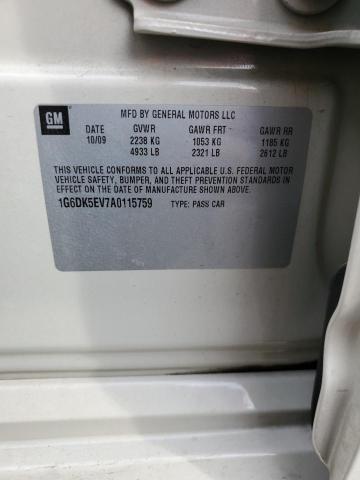 GM
MFD BY GENERAL MOTORS LLC
DATE GVWR GAWR FRT GAWR RR
10/09 2238 KG 1053 KG 1185 KG
4933 LB 2321 LB 2612 LB
THIS VEHICLE CONFORMS TO ALL APPLICABLE U.S. FEDERAL MOTOR
VEHICLE SAFETY, BUMPER, AND THEFT PREVENTION STANDARDS IN
EFFECT ON THE DATE OF MANUFACTURE SHOWN ABOVE.
1G6DK5EV7A0115759 TYPE: PASS CAR